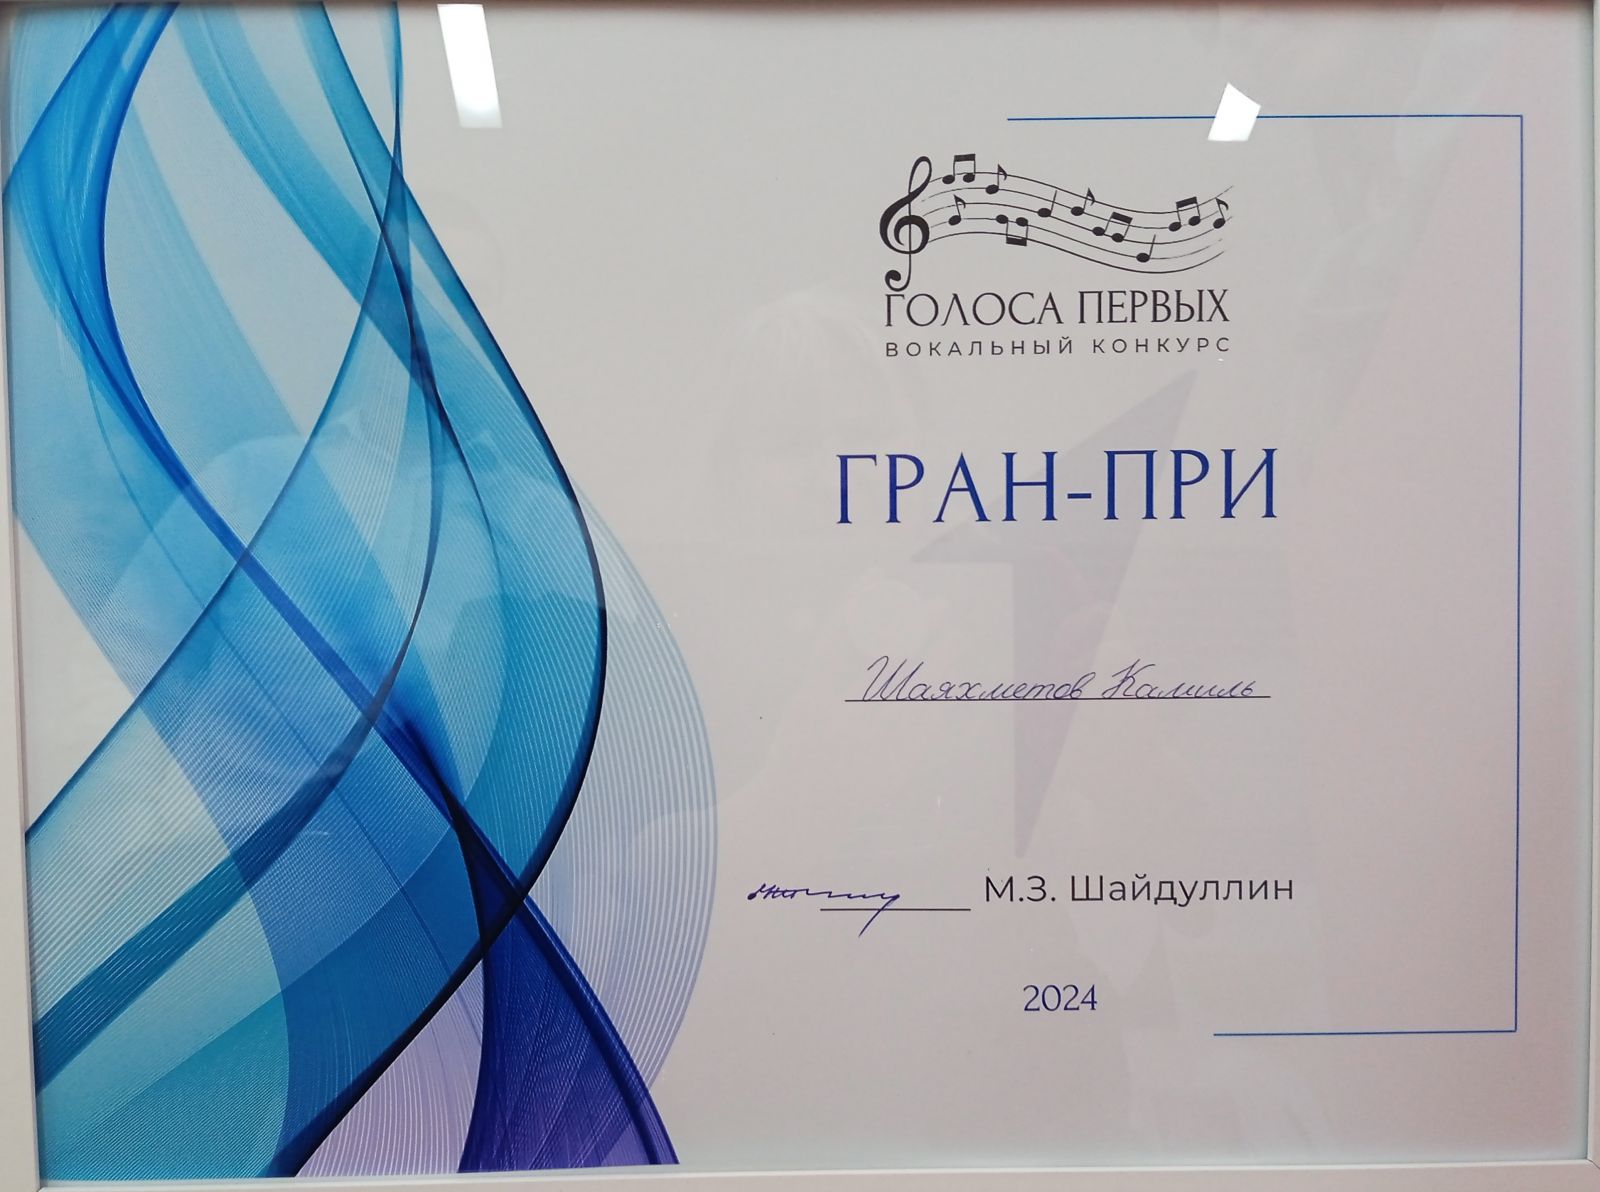 ГОЛОСА ПЕРВЫХ
ВОКАЛЬНЫЙ КОНКУРС
ГРАН-ПРИ
Шаяхметов Камиль
М.З. Шайдуллин
2024